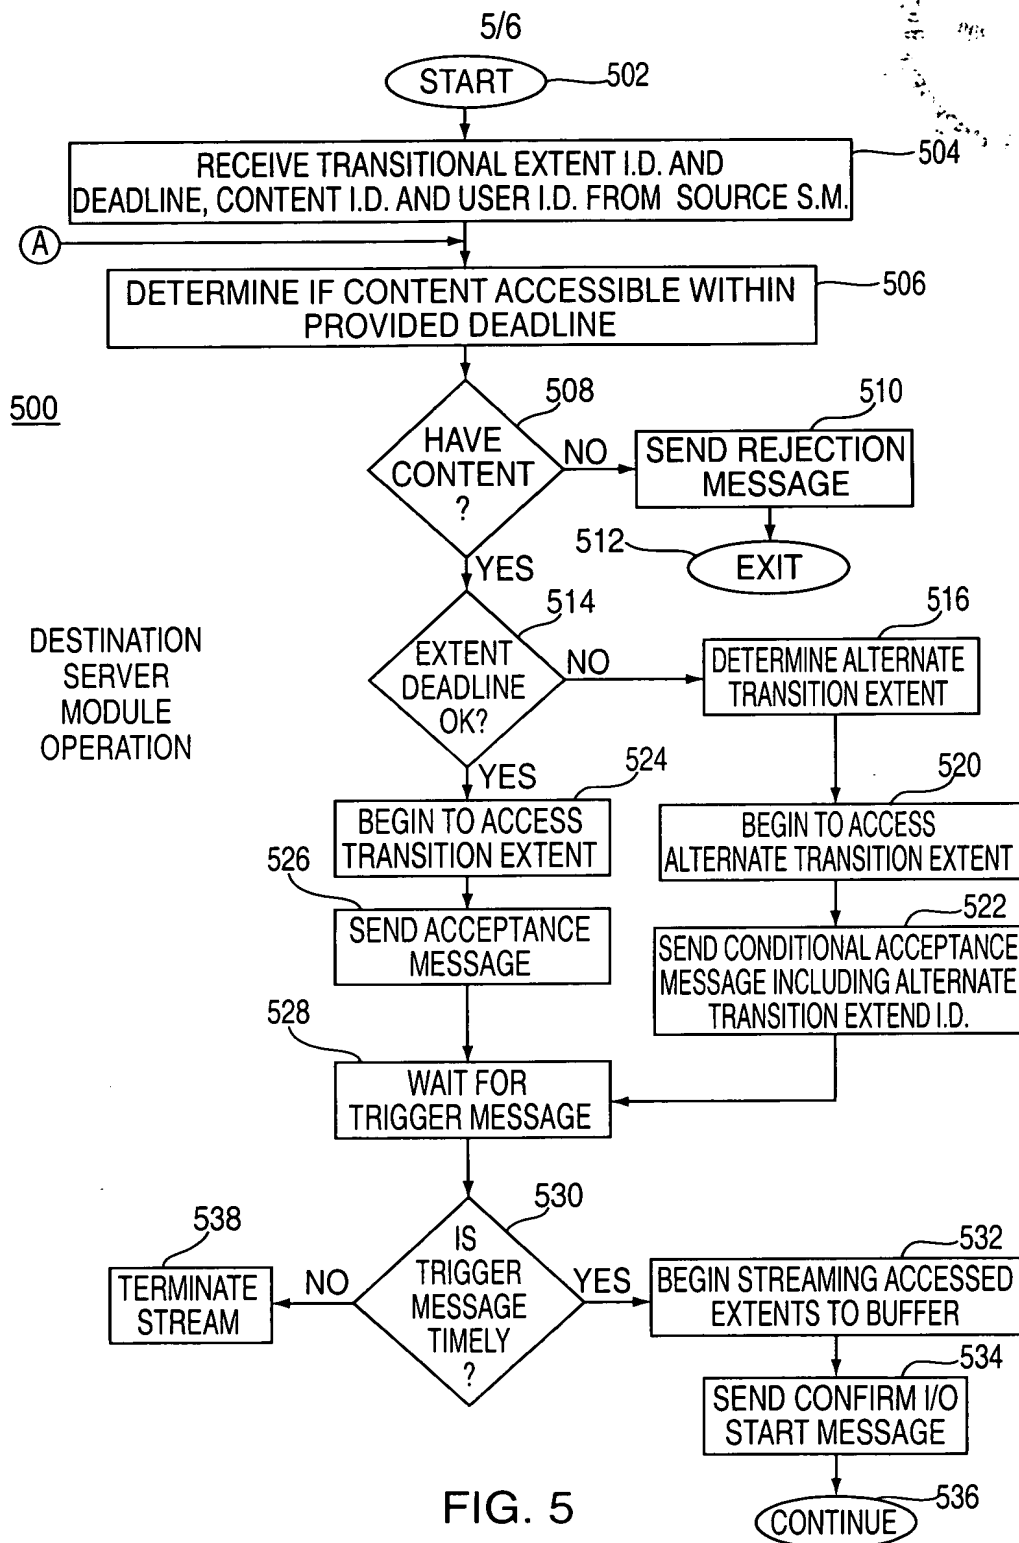 5/6
START
502
RECEIVE TRANSITIONAL EXTENT I.D. AND
DEADLINE, CONTENT I.D. AND USER I.D. FROM SOURCE S.M.
504
A
DETERMINE IF CONTENT ACCESSIBLE WITHIN
PROVIDED DEADLINE
506
500
508
HAVE
CONTENT
?
NO
510
SEND REJECTION
MESSAGE
512
EXIT
YES
514
DESTINATION
SERVER
MODULE
OPERATION
EXTENT
DEADLINE
OK?
NO
516
DETERMINE ALTERNATE
TRANSITION EXTENT
YES
524
BEGIN TO ACCESS
TRANSITION EXTENT
520
BEGIN TO ACCESS
ALTERNATE TRANSITION EXTENT
526
SEND ACCEPTANCE
MESSAGE
522
SEND CONDITIONAL ACCEPTANCE
MESSAGE INCLUDING ALTERNATE
TRANSITION EXTEND I.D.
528
WAIT FOR
TRIGGER MESSAGE
530
IS
TRIGGER
MESSAGE
TIMELY
?
NO
538
TERMINATE
STREAM
YES
532
BEGIN STREAMING ACCESSED
EXTENTS TO BUFFER
534
SEND CONFIRM I/O
START MESSAGE
536
CONTINUE
FIG. 5